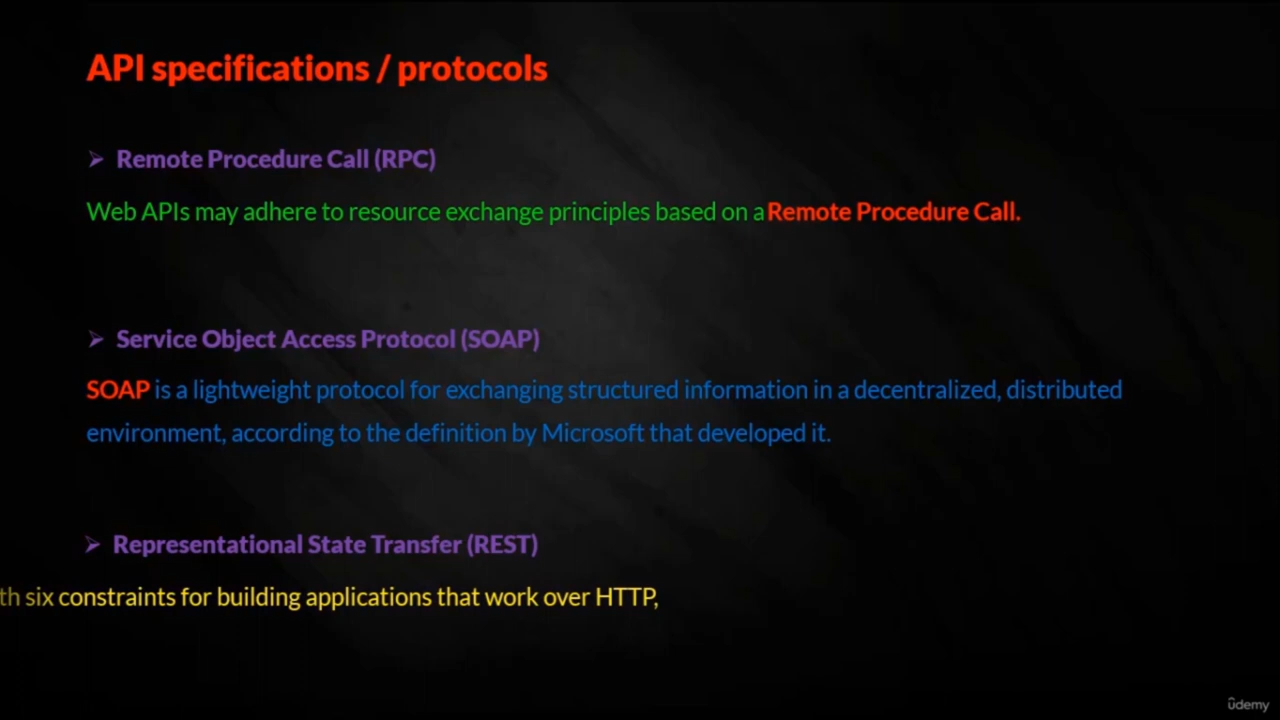 API specifications / protocols
➢ Remote Procedure Call (RPC)
Web APIs may adhere to resource exchange principles based on a Remote Procedure Call.
➢ Service Object Access Protocol (SOAP)
SOAP is a lightweight protocol for exchanging structured information in a decentralized, distributed
environment, according to the definition by Microsoft that developed it.
➢ Representational State Transfer (REST)
six constraints for building applications that work over HTTP,
udemy